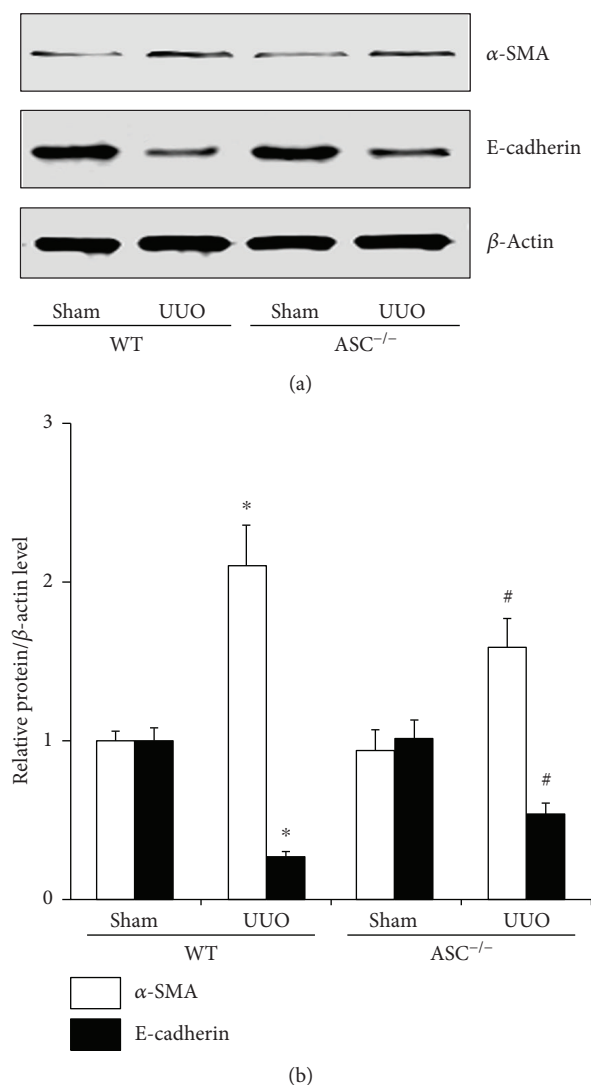 α-SMA
E-cadherin
β-Actin
Sham UUO Sham UUO
WT ASC−/−
(a)
3
2
1
0
Relative protein/β-actin level
*
*
#
#
Sham UUO Sham UUO
WT ASC−/−
α-SMA
E-cadherin
(b)